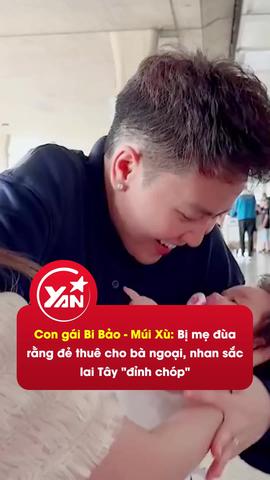 YAN
Con gái Bi Bảo - Múi Xù: Bị mẹ đùa
rằng đẻ thuê cho bà ngoại, nhan sắc
lai Tây "đỉnh chóp"